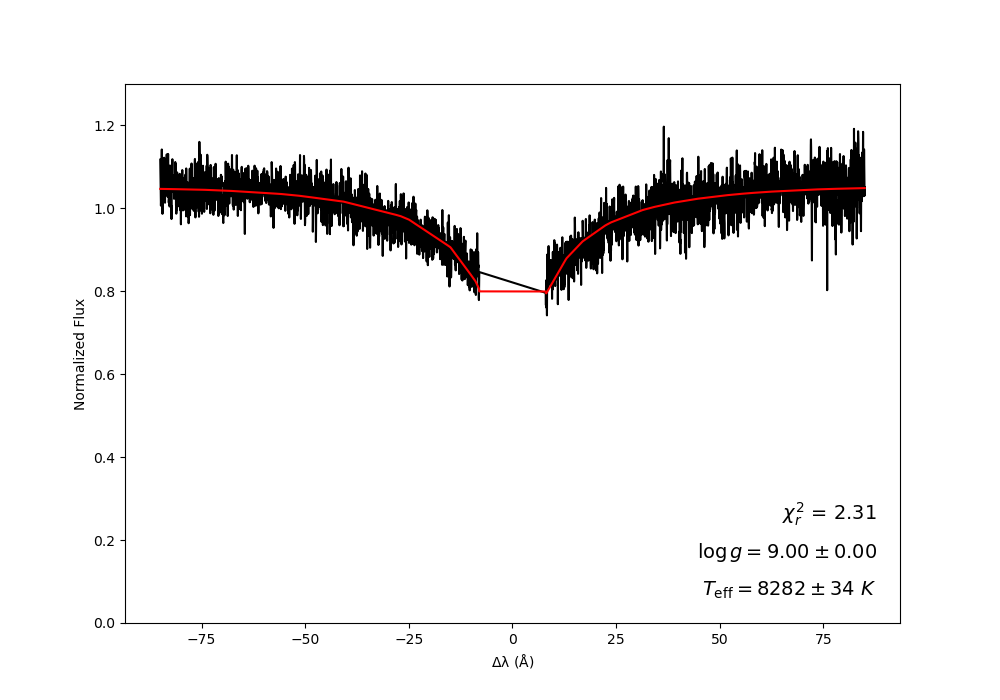 1.2
1.0
0.8
0.6
0.4
0.2
0.0
Normalized Flux
χ²ᵣ = 2.31
log g = 9.00 ± 0.00
T_eff = 8282 ± 34 K
−75 −50 −25 0 25 50 75
Δλ (Å)